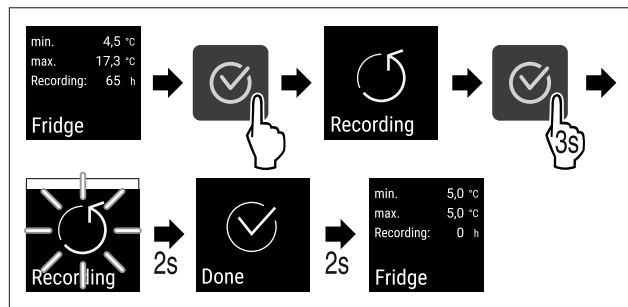 min. 4,5 °C
max. 17,3 °C
Recording: 65 h
Fridge
Recording
3s
Recording
2s
Done
2s
min. 5,0 °C
max. 5,0 °C
Recording: 0 h
Fridge